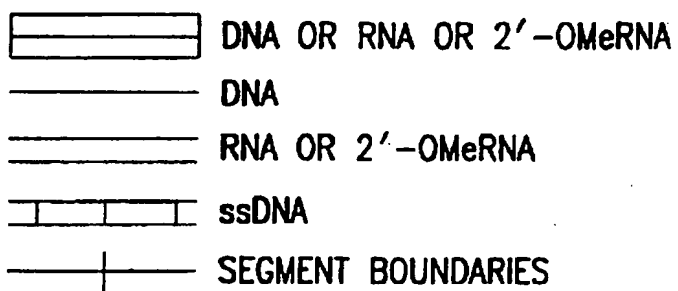 DNA OR RNA OR 2′-OMeRNA
DNA
RNA OR 2′-OMeRNA
ssDNA
SEGMENT BOUNDARIES